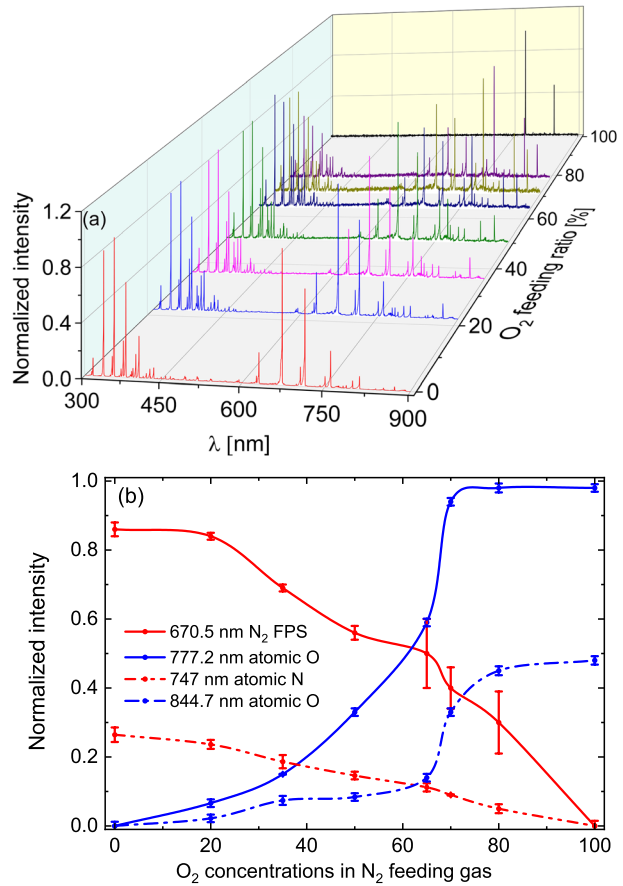 (a)
Normalized intensity
1.2
0.8
0.4
0.0
300
450
600
750
900
λ [nm]
0
20
40
60
80
100
O₂ feeding ratio [%]
(b)
Normalized intensity
1.0
0.8
0.6
0.4
0.2
0.0
670.5 nm N₂ FPS
777.2 nm atomic O
747 nm atomic N
844.7 nm atomic O
0
20
40
60
80
100
O₂ concentrations in N₂ feeding gas